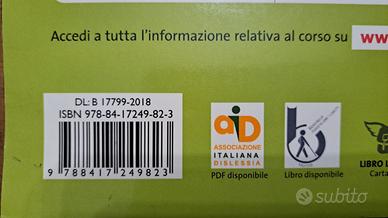 Accedi a tutta l'informazione relativa al corso su www
DL: B 17799-2018
ISBN 978-84-17249-82-3
9 788417 249823
aiD
ASSOCIAZIONE
ITALIANA
DISLESSIA
PDF disponibile
Libro disponibile
LIBRO
Carta
subito